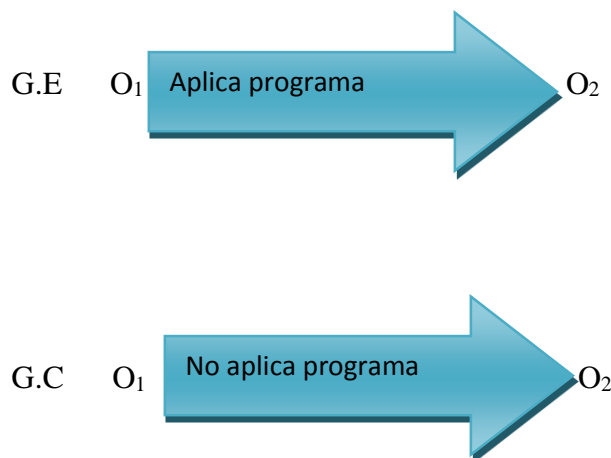 G.E O₁ Aplica programa O₂
G.C O₁ No aplica programa O₂